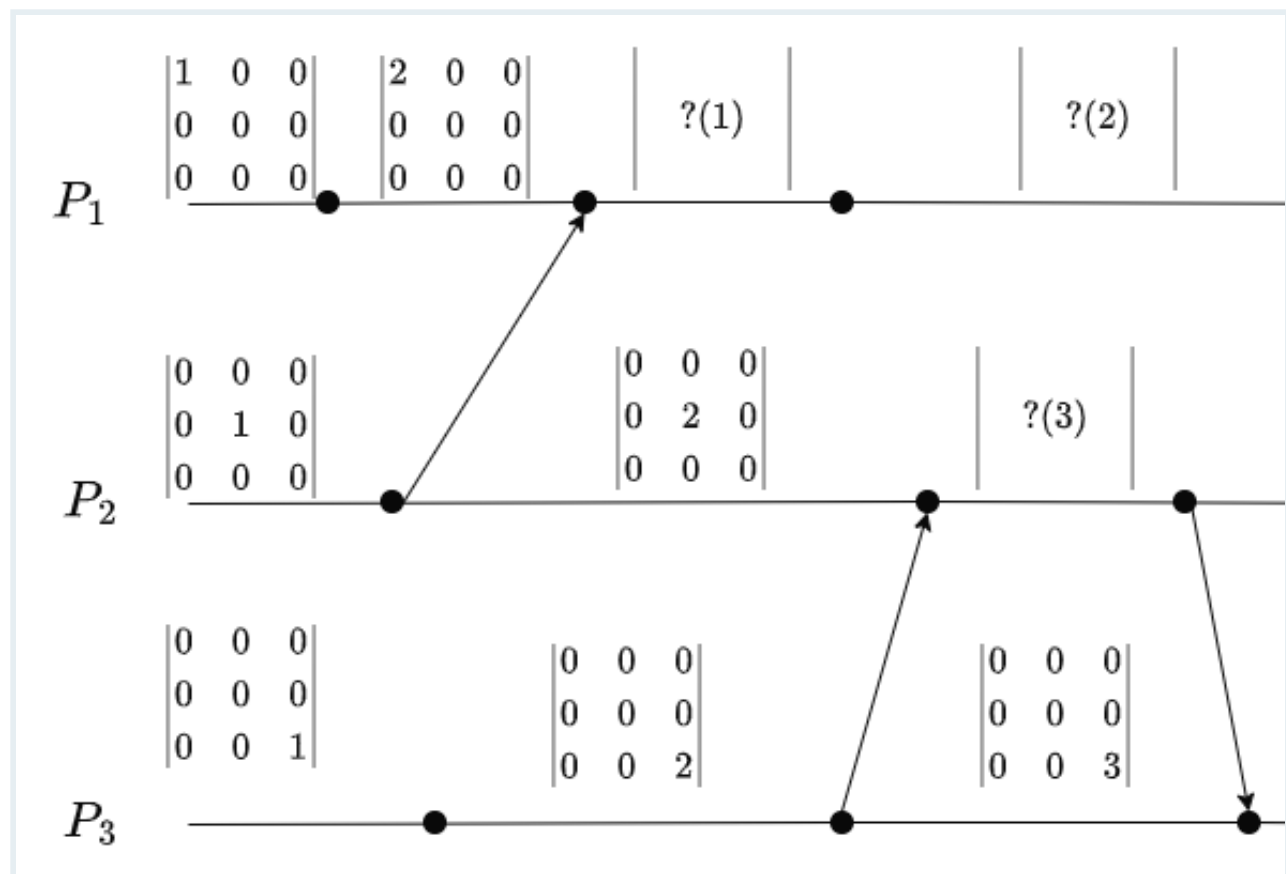 1 0 0 2 0 0
0 0 0 0 0 0 ?(1) ?(2)
0 0 0 0 0 0
P1
0 0 0 0 0 0
0 1 0 0 2 0 ?(3)
0 0 0 0 0 0
P2
0 0 0 0 0 0 0 0 0
0 0 0 0 0 0 0 0 0
0 0 1 0 0 2 0 0 3
P3